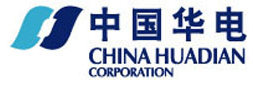 中国华电
CHINA HUADIAN
CORPORATION